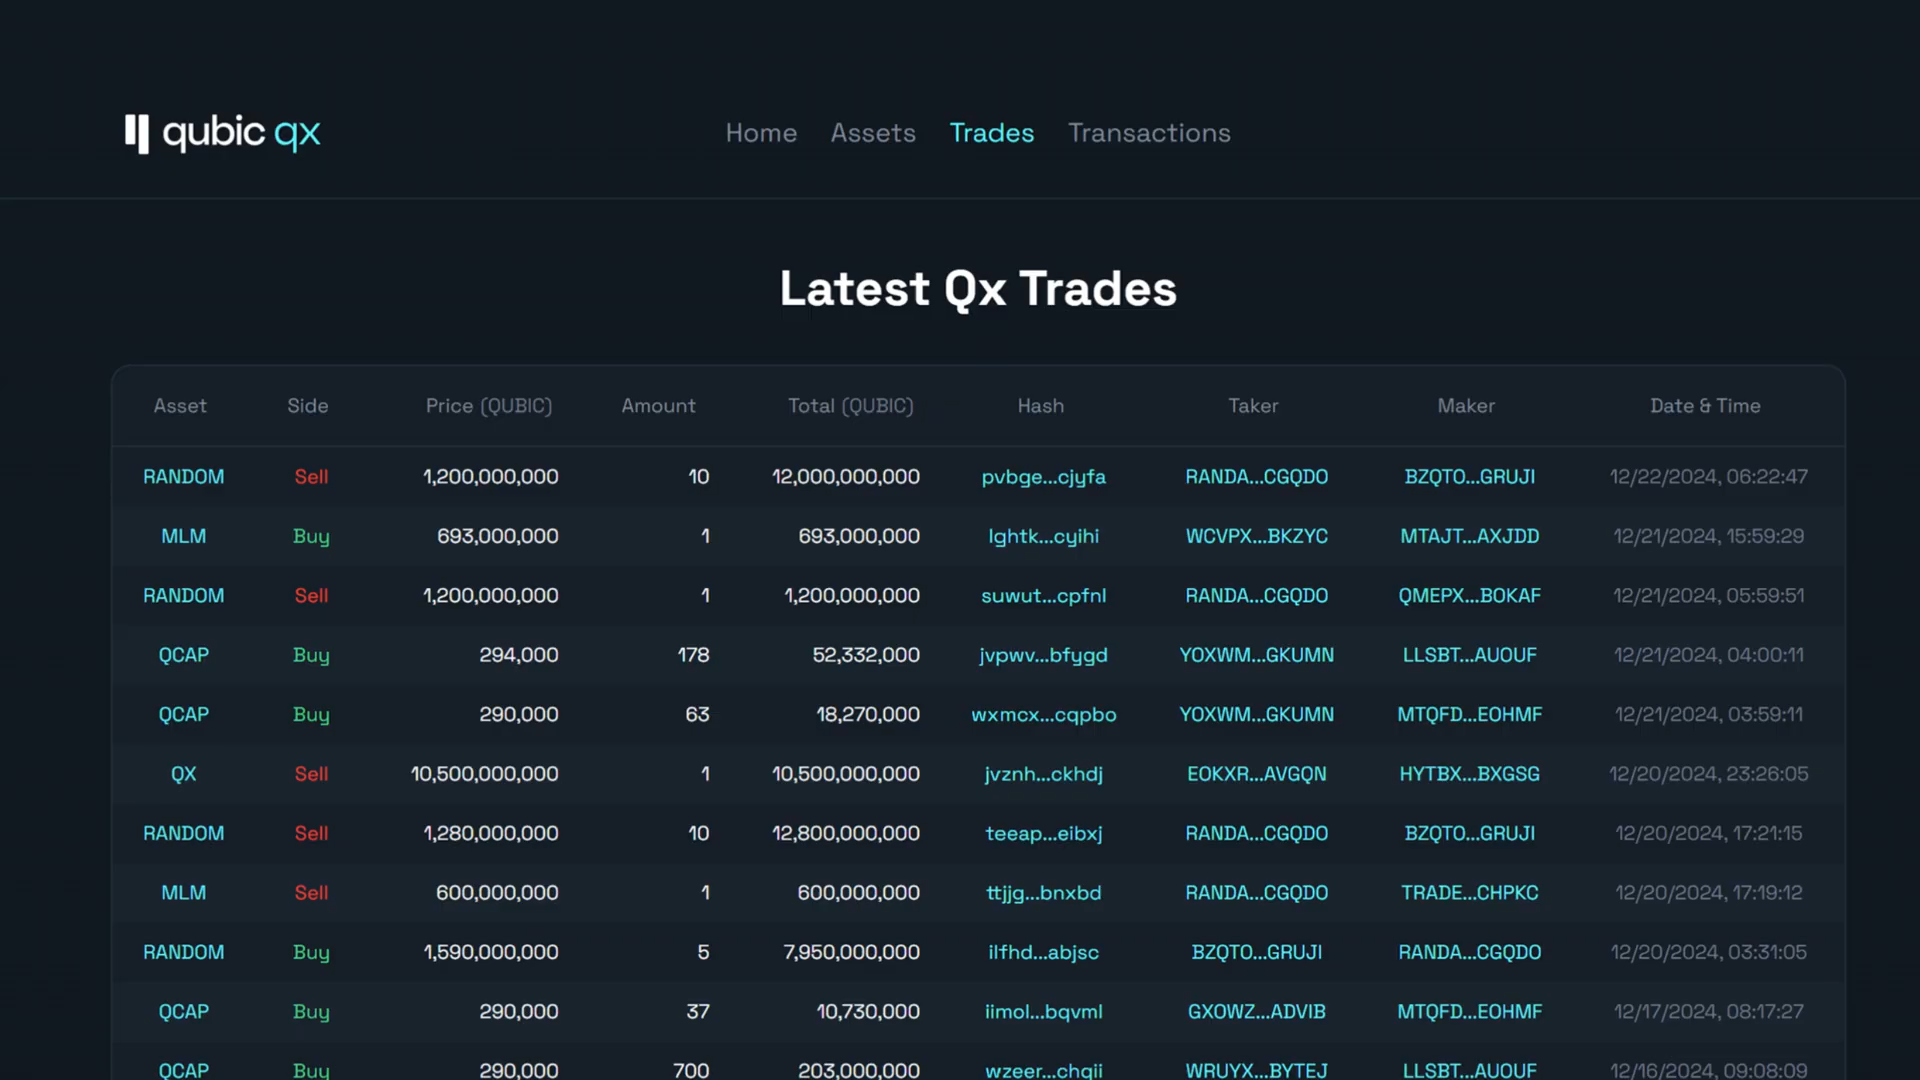 qubic qx
Home Assets Trades Transactions
Latest Qx Trades
Asset Side Price (QUBIC) Amount Total (QUBIC) Hash Taker Maker Date & Time
RANDOM Sell 1,200,000,000 10 12,000,000,000 pvbge...cjyfa RANDA...CGQDO BZQTO...GRUJI 12/22/2024, 06:22:47
MLM Buy 693,000,000 1 693,000,000 lghtk...cyihi WCVPX...BKZYC MTAJT...AXJDD 12/21/2024, 15:59:29
RANDOM Sell 1,200,000,000 1 1,200,000,000 suwut...cpfnl RANDA...CGQDO QMEPX...BOKAF 12/21/2024, 05:59:51
QCAP Buy 294,000 178 52,332,000 jvpwv...bfygd YOXWM...GKUMN LLSBT...AUOUF 12/21/2024, 04:00:11
QCAP Buy 290,000 63 18,270,000 wxmcx...cqpbo YOXWM...GKUMN MTQFD...EOHMF 12/21/2024, 03:59:11
QX Sell 10,500,000,000 1 10,500,000,000 jvznh...ckhdj EOKXR...AVGQN HYTBX...BXGSG 12/20/2024, 23:26:05
RANDOM Sell 1,280,000,000 10 12,800,000,000 teeap...eibxj RANDA...CGQDO BZQTO...GRUJI 12/20/2024, 17:21:15
MLM Sell 600,000,000 1 600,000,000 ttjjg...bnxbd RANDA...CGQDO TRADE...CHPKC 12/20/2024, 17:19:12
RANDOM Buy 1,590,000,000 5 7,950,000,000 ilfhd...abjsc BZQTO...GRUJI RANDA...CGQDO 12/20/2024, 03:31:05
QCAP Buy 290,000 37 10,730,000 iimol...bqvml GXOWZ...ADVIB MTQFD...EOHMF 12/17/2024, 08:17:27
QCAP Buy 290,000 700 203,000,000 wzeer...chqii WRUYX...BYTEJ LLSBT...AUOUF 12/16/2024, 09:08:09